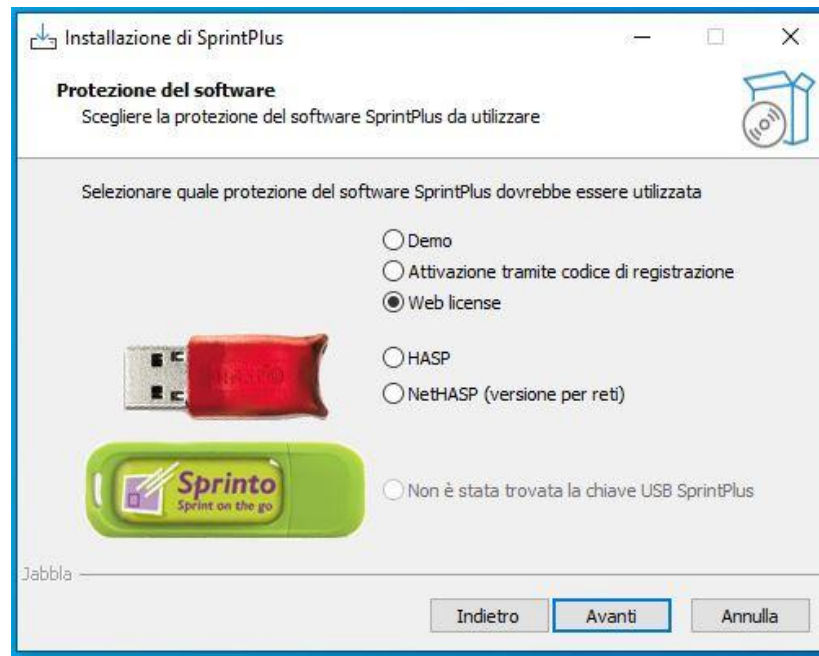 Installazione di SprintPlus
Protezione del software
Scegliere la protezione del software SprintPlus da utilizzare
Selezionare quale protezione del software SprintPlus dovrebbe essere utilizzata
Demo
Attivazione tramite codice di registrazione
Web license
HASP
NetHASP (versione per reti)
Sprinto
Sprint on the go
Non è stata trovata la chiave USB SprintPlus
Jabbla
Indietro
Avanti
Annulla